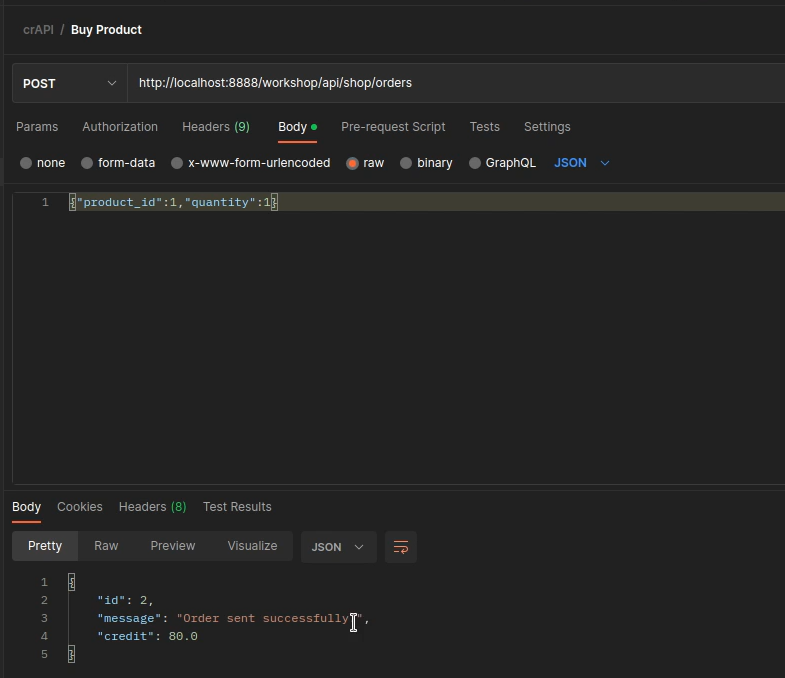 crAPI / Buy Product
POST http://localhost:8888/workshop/api/shop/orders
Params Authorization Headers (9) Body Pre-request Script Tests Settings
none form-data x-www-form-urlencoded raw binary GraphQL JSON
1 {"product_id":1,"quantity":1}
Body Cookies Headers (8) Test Results
Pretty Raw Preview Visualize JSON
1 {
2 "id": 2,
3 "message": "Order sent successfully.",
4 "credit": 80.0
5 }